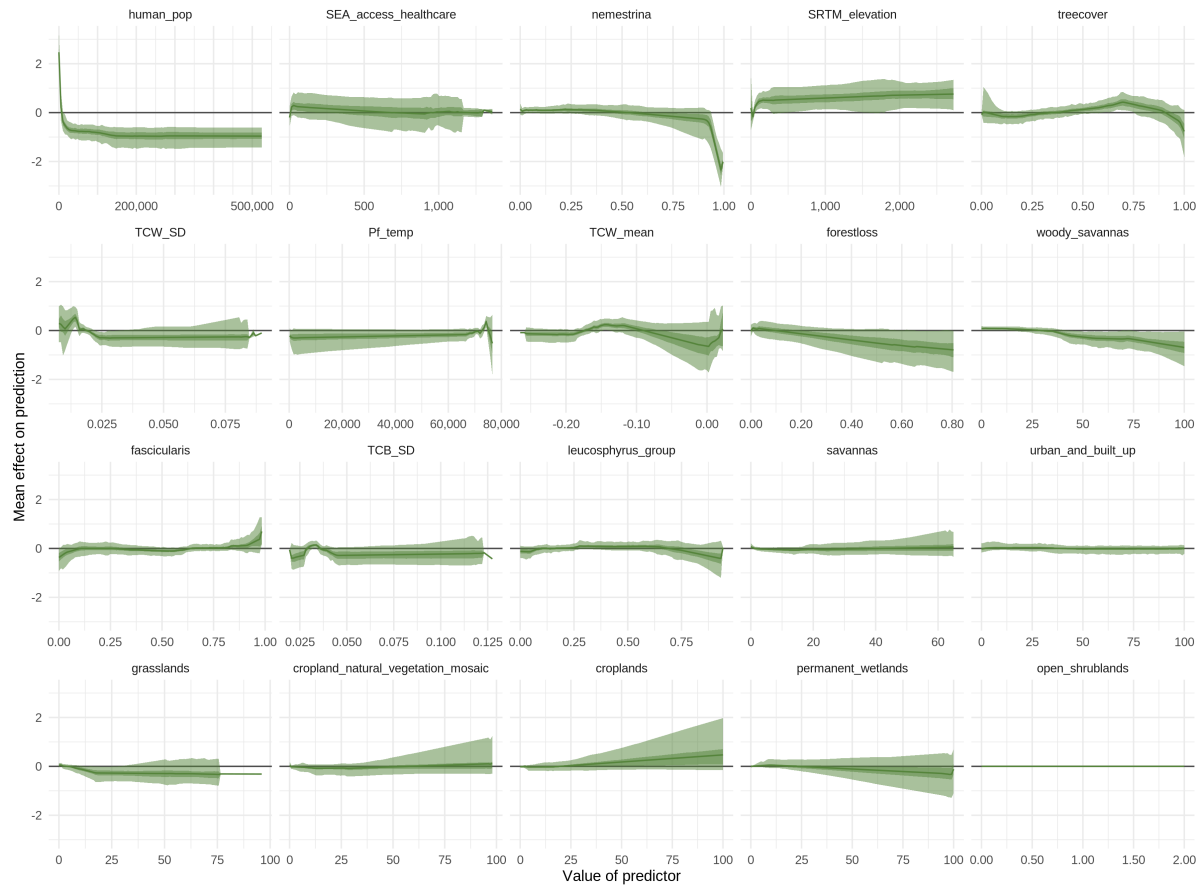 human_pop SEA_access_healthcare nemestrina SRTM_elevation treecover
2
0
-2
0 200,000 500,000 0 500 1,000 0.00 0.25 0.50 0.75 1.00 0 1,000 2,000 0.00 0.25 0.50 0.75 1.00
TCW_SD Pf_temp TCW_mean forestloss woody_savannas
2
0
-2
0.025 0.050 0.075 0 20,000 40,000 60,000 80,000 -0.20 -0.10 0.00 0.00 0.20 0.40 0.60 0.80 0 25 50 75 100
Mean effect on prediction
fascicularis TCB_SD leucosphyrus_group savannas urban_and_built_up
2
0
-2
0.00 0.25 0.50 0.75 1.00 0.025 0.050 0.075 0.100 0.125 0.00 0.25 0.50 0.75 0 20 40 60 0 25 50 75 100
grasslands cropland_natural_vegetation_mosaic croplands permanent_wetlands open_shrublands
2
0
-2
0 25 50 75 100 0 25 50 75 100 0 25 50 75 100 0 25 50 75 100 0.00 0.50 1.00 1.50 2.00
Value of predictor